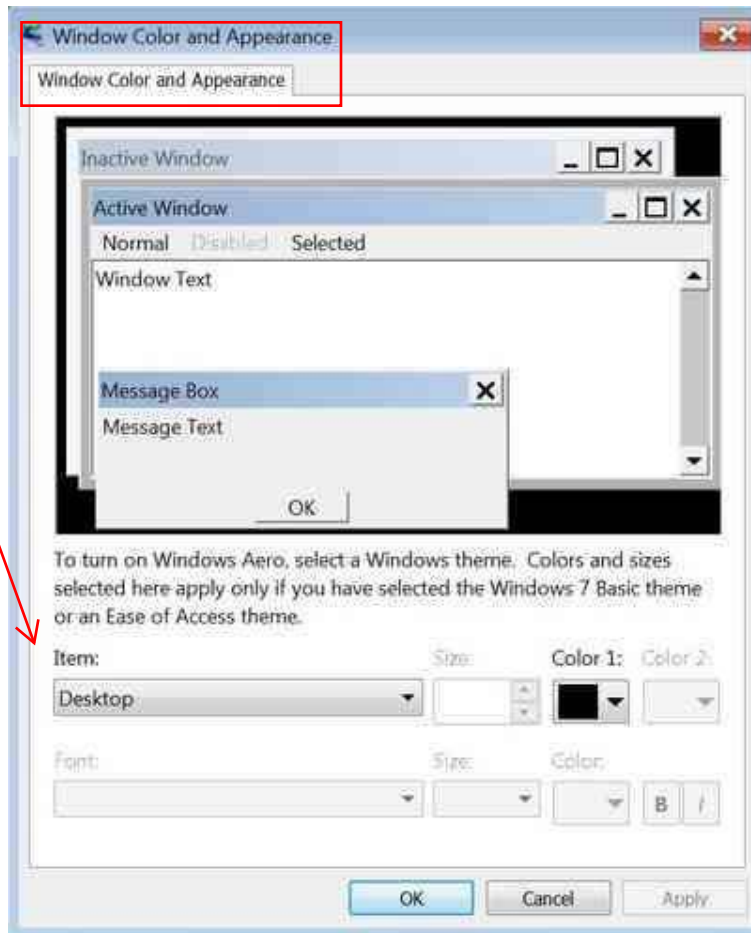 Window Color and Appearance
Window Color and Appearance
Inactive Window
Active Window
Normal Disabled Selected
Window Text
Message Box
Message Text
OK
To turn on Windows Aero, select a Windows theme. Colors and sizes
selected here apply only if you have selected the Windows 7 Basic theme
or an Ease of Access theme.
Item: Size: Color 1: Color 2:
Desktop
Font: Size: Color:
B I
OK Cancel Apply